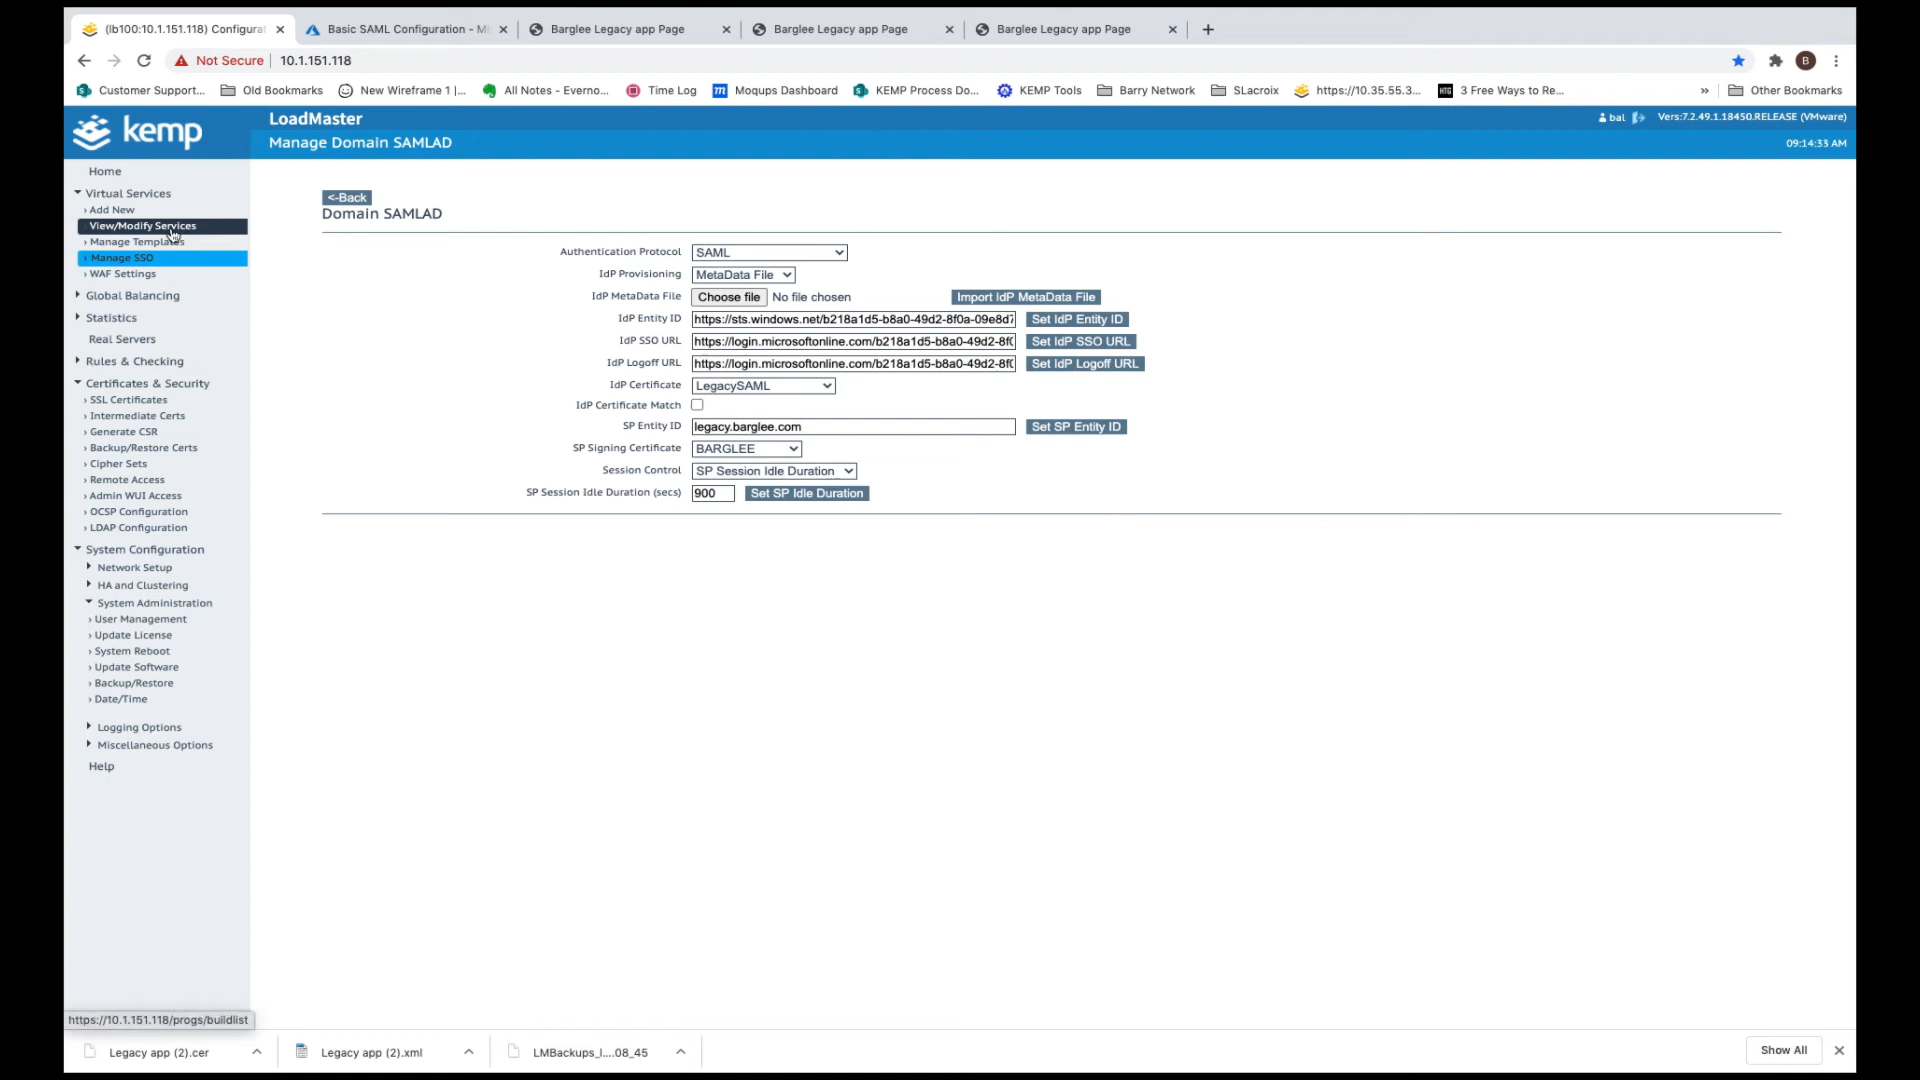 (lb100:10.1.151.118) Configurat
Basic SAML Configuration - Mi
Barglee Legacy app Page
Barglee Legacy app Page
Barglee Legacy app Page
Not Secure 10.1.151.118
B
Customer Support...
Old Bookmarks
New Wireframe 1 |...
All Notes - Everno...
Time Log
Moqups Dashboard
KEMP Process Do...
KEMP Tools
Barry Network
SLacroix
https://10.35.55.3...
3 Free Ways to Re...
»
Other Bookmarks
kemp
LoadMaster
Manage Domain SAMLAD
bal
Vers:7.2.49.1.18450.RELEASE (VMware)
09:14:33 AM
Home
Virtual Services
› Add New
View/Modify Services
› Manage Templates
› Manage SSO
› WAF Settings
Global Balancing
Statistics
Real Servers
Rules & Checking
Certificates & Security
› SSL Certificates
› Intermediate Certs
› Generate CSR
› Backup/Restore Certs
› Cipher Sets
› Remote Access
› Admin WUI Access
› OCSP Configuration
› LDAP Configuration
System Configuration
Network Setup
HA and Clustering
System Administration
› User Management
› Update License
› System Reboot
› Update Software
› Backup/Restore
› Date/Time
Logging Options
Miscellaneous Options
Help
<-Back
Domain SAMLAD
Authentication Protocol SAML
IdP Provisioning MetaData File
IdP MetaData File Choose file No file chosen Import IdP MetaData File
IdP Entity ID https://sts.windows.net/b218a1d5-b8a0-49d2-8f0a-09e8d7 Set IdP Entity ID
IdP SSO URL https://login.microsoftonline.com/b218a1d5-b8a0-49d2-8f0 Set IdP SSO URL
IdP Logoff URL https://login.microsoftonline.com/b218a1d5-b8a0-49d2-8f0 Set IdP Logoff URL
IdP Certificate LegacySAML
IdP Certificate Match
SP Entity ID legacy.barglee.com Set SP Entity ID
SP Signing Certificate BARGLEE
Session Control SP Session Idle Duration
SP Session Idle Duration (secs) 900 Set SP Idle Duration
https://10.1.151.118/progs/buildlist
Legacy app (2).cer
Legacy app (2).xml
LMBackups_l....08_45
Show All